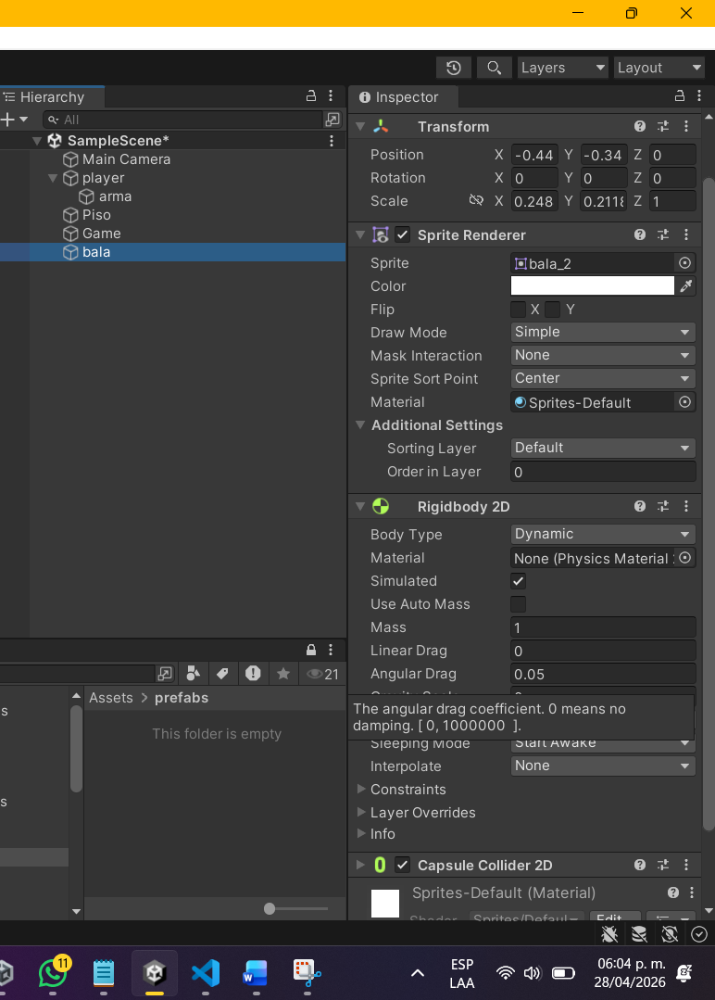 Layers
Layout
Hierarchy
All
SampleScene*
Main Camera
player
arma
Piso
Game
bala
21
s
Assets > prefabs
This folder is empty
s
Inspector
Transform
Position X -0.44 Y -0.34 Z 0
Rotation X 0 Y 0 Z 0
Scale X 0.248 Y 0.2118 Z 1
Sprite Renderer
Sprite bala_2
Color
Flip X Y
Draw Mode Simple
Mask Interaction None
Sprite Sort Point Center
Material Sprites-Default
Additional Settings
Sorting Layer Default
Order in Layer 0
Rigidbody 2D
Body Type Dynamic
Material None (Physics Material
Simulated
Use Auto Mass
Mass 1
Linear Drag 0
Angular Drag 0.05
The angular drag coefficient. 0 means no
damping. [ 0, 1000000 ].
Sleeping Mode Start Awake
Interpolate None
Constraints
Layer Overrides
Info
Capsule Collider 2D
Sprites-Default (Material)
Shader Sprites/Defaul Edit...
11
ESP
LAA
06:04 p. m.
28/04/2026